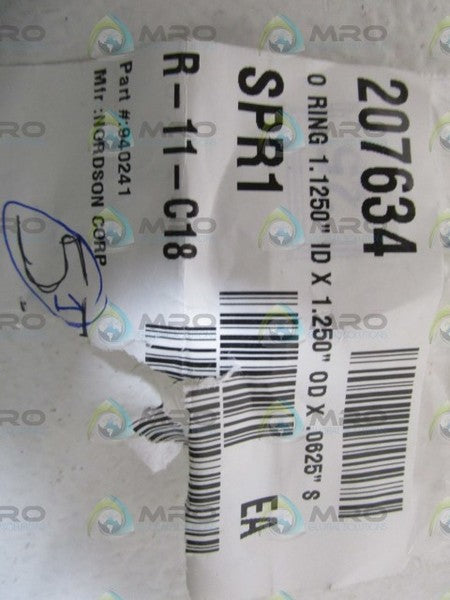 207634
O RING 1.1250" ID X 1.250" OD X .0625" S
SPR1
EA
R-11-C18
Part #:940241
Mfr :NORDSON CORP